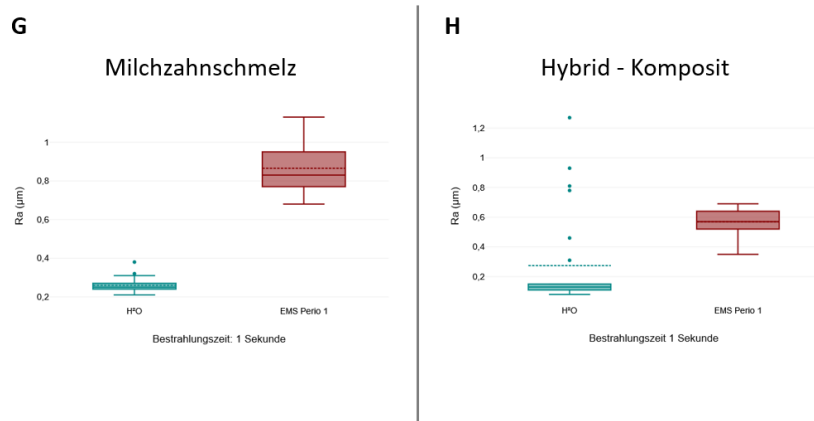 G
Milchzahnschmelz
Ra (µm)
1
0,8
0,6
0,4
0,2
H²O
EMS Perio 1
Bestrahlungszeit: 1 Sekunde
H
Hybrid - Komposit
Ra (µm)
1,2
1
0,8
0,6
0,4
0,2
H²O
EMS Perio 1
Bestrahlungszeit 1 Sekunde